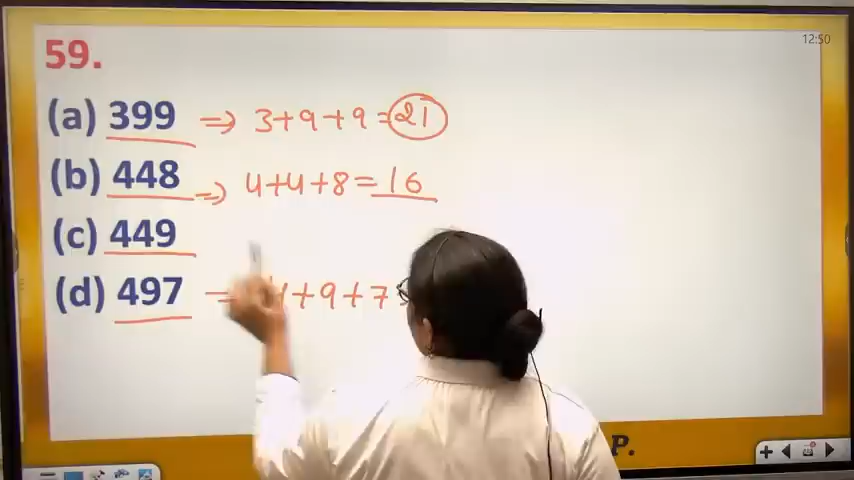 12:50
59.
(a) 399 ⇒ 3+9+9=21
(b) 448 ⇒ 4+4+8=16
(c) 449
(d) 497 +9+7
P.